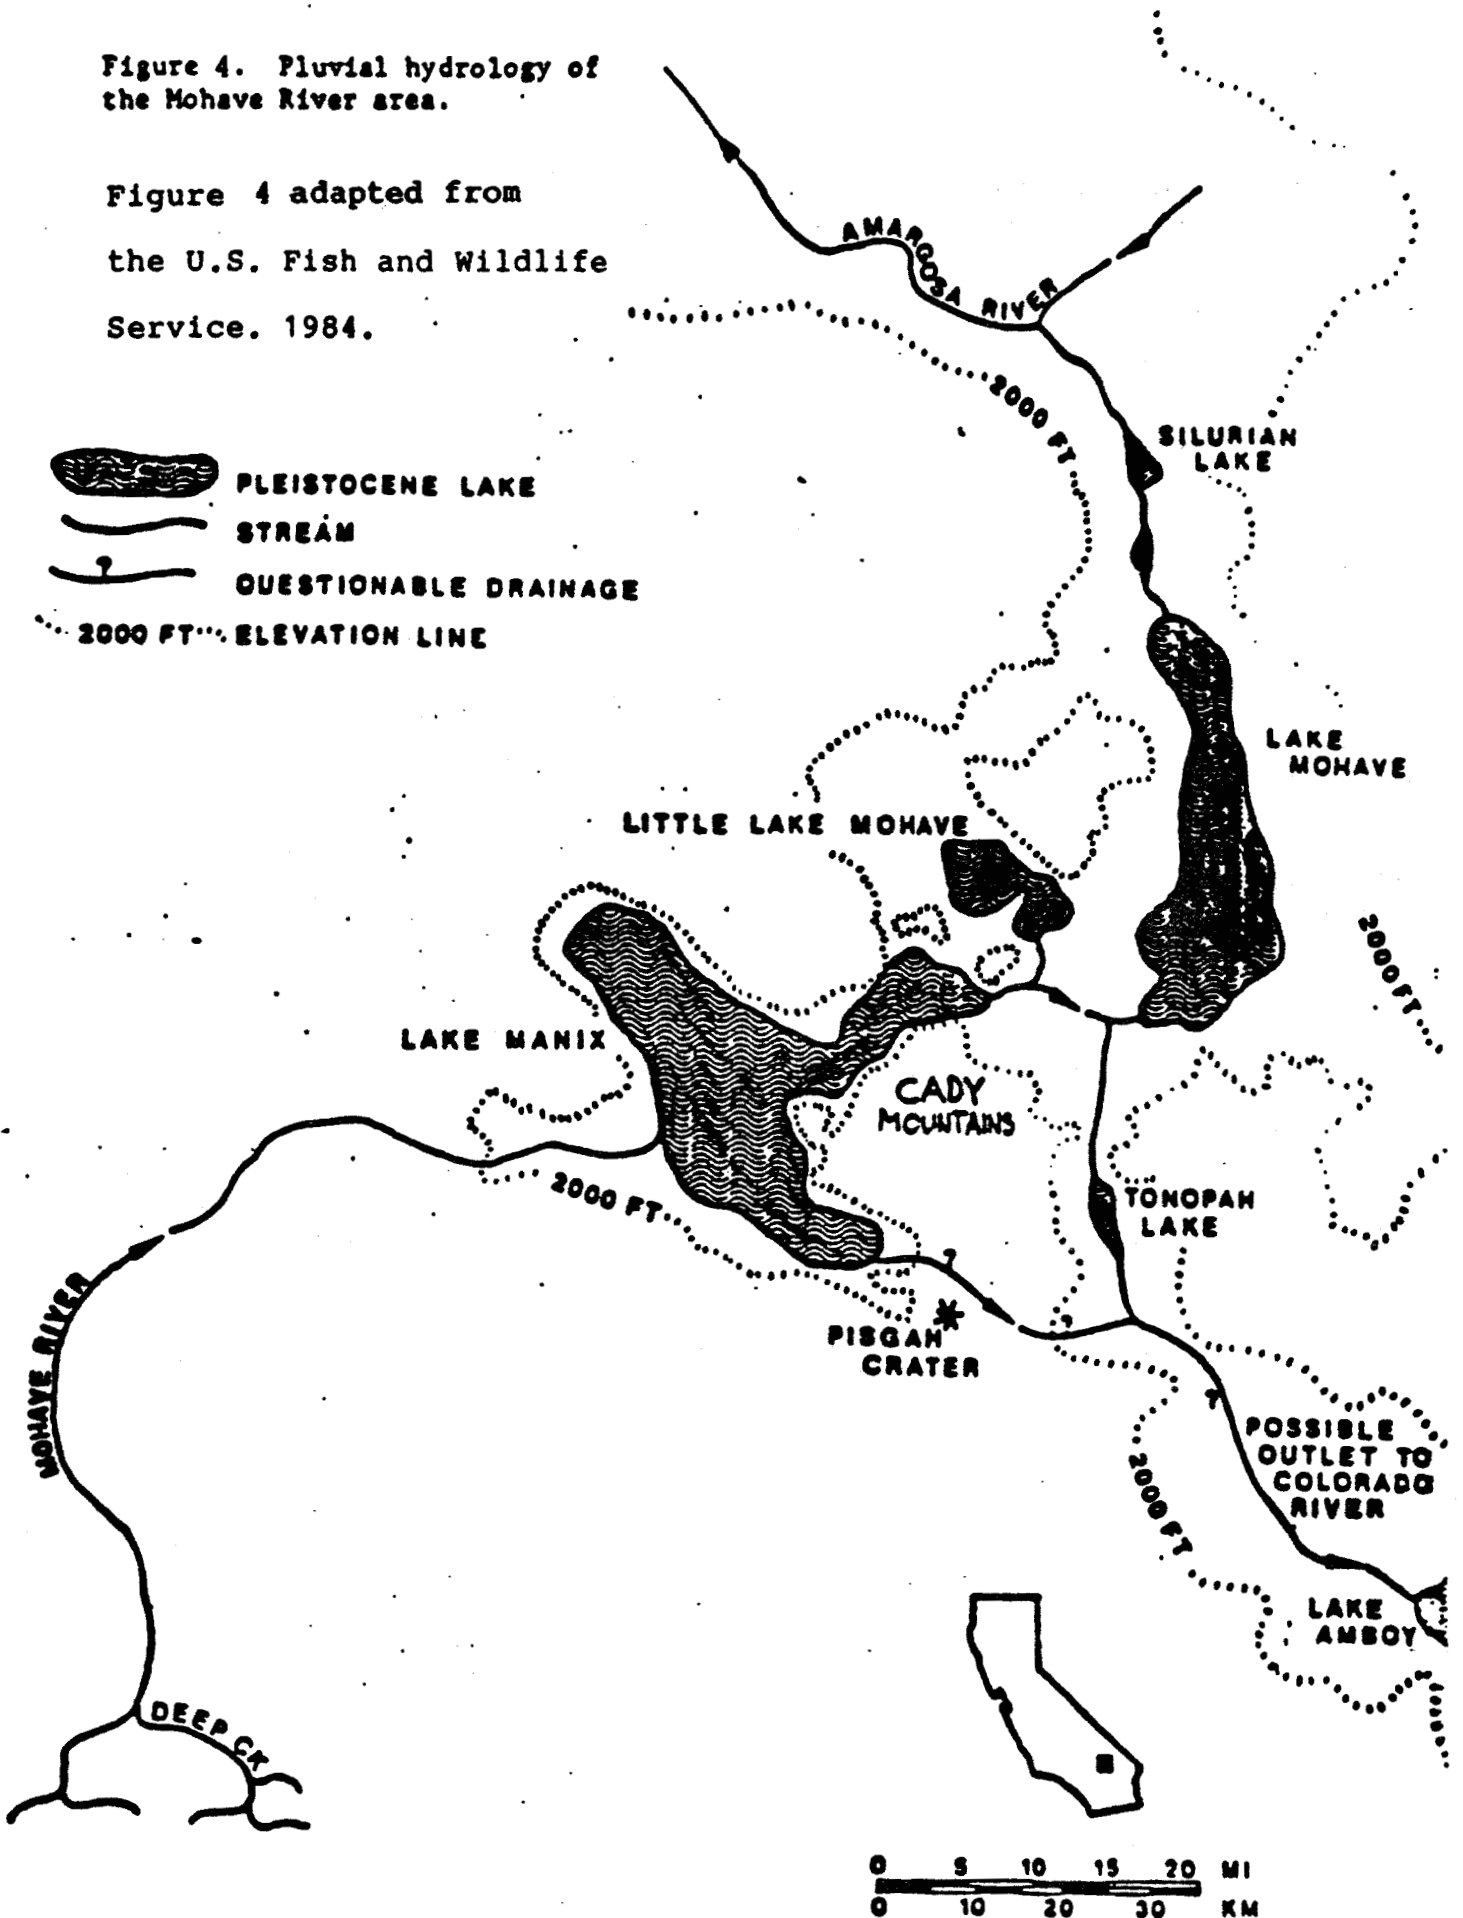 Figure 4. Pluvial hydrology of
the Mohave River area.
Figure 4 adapted from
the U.S. Fish and Wildlife
Service. 1984.
AMARGOSA RIVER
2000 FT
SILURIAN
LAKE
PLEISTOCENE LAKE
STREAM
?
QUESTIONABLE DRAINAGE
2000 FT
ELEVATION LINE
LAKE
MOHAVE
LITTLE LAKE MOHAVE
2000 FT
LAKE MANIX
CADY
MOUNTAINS
2000 FT
TONOPAH
LAKE
MOHAVE RIVER
?
PISGAH
CRATER
?
?
POSSIBLE
OUTLET TO
COLORADO
RIVER
2000 FT
LAKE
AMBOY
DEEP CK
0 5 10 15 20 MI
0 10 20 30 KM